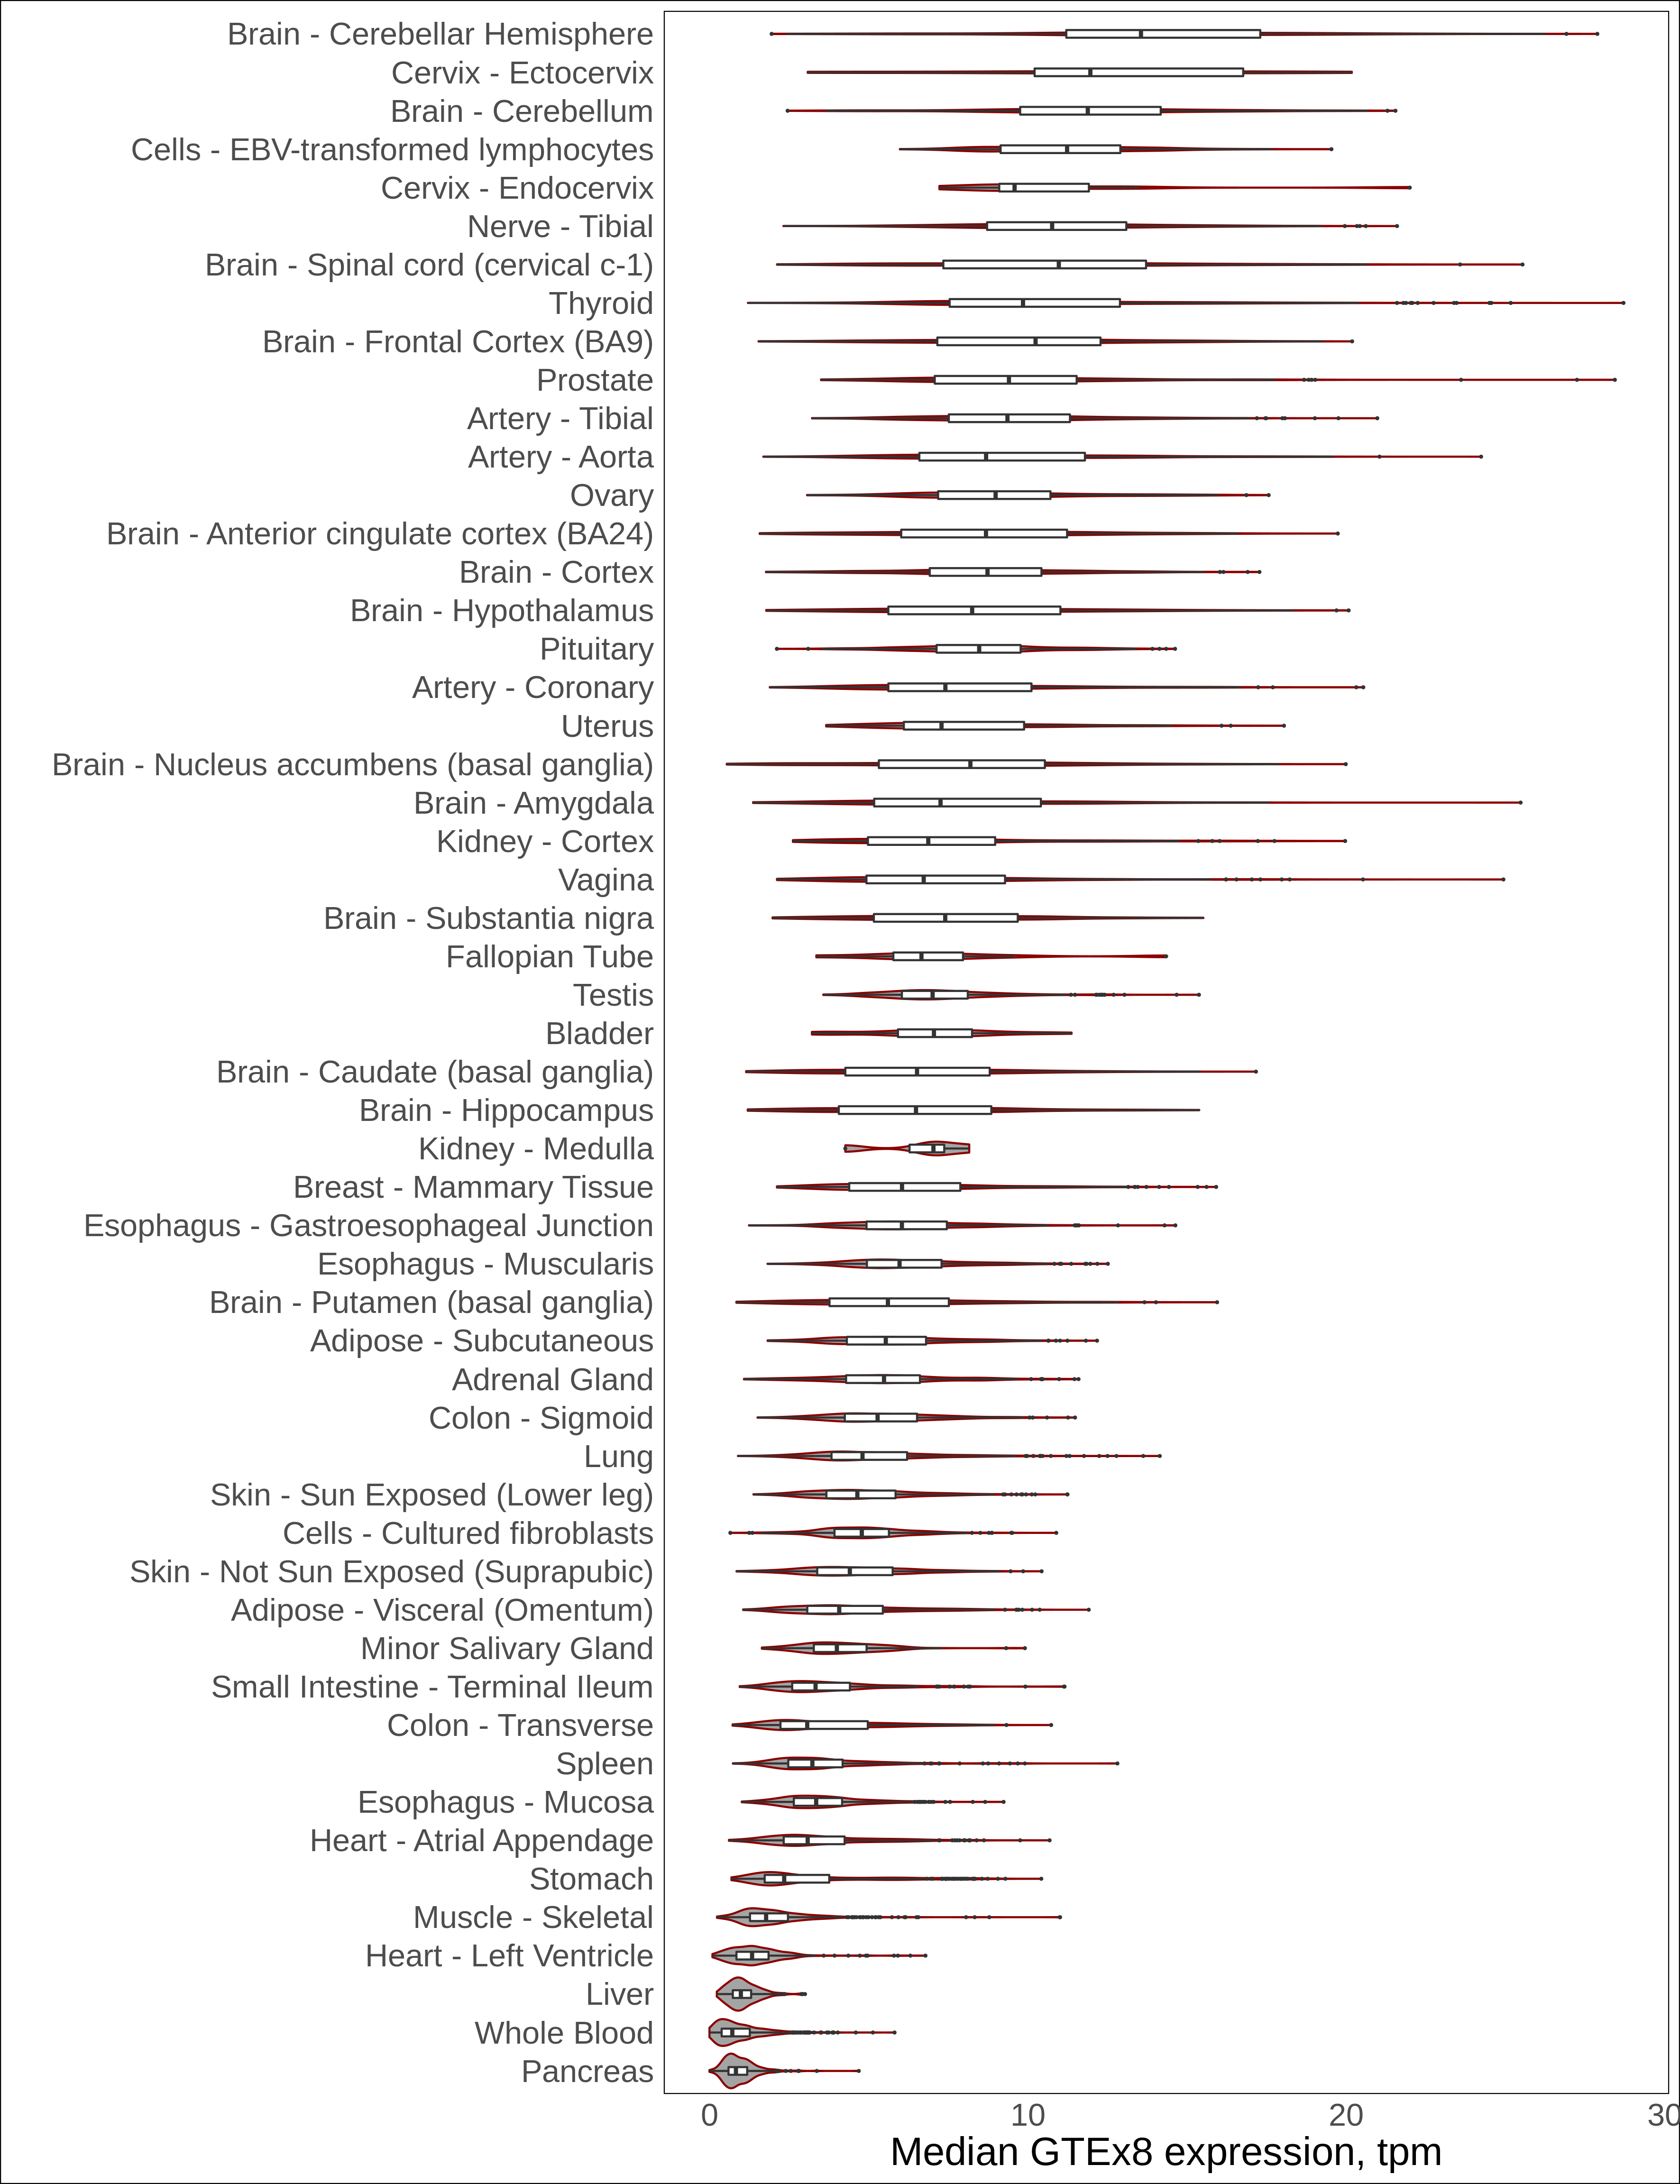 Brain - Cerebellar Hemisphere
Cervix - Ectocervix
Brain - Cerebellum
Cells - EBV-transformed lymphocytes
Cervix - Endocervix
Nerve - Tibial
Brain - Spinal cord (cervical c-1)
Thyroid
Brain - Frontal Cortex (BA9)
Prostate
Artery - Tibial
Artery - Aorta
Ovary
Brain - Anterior cingulate cortex (BA24)
Brain - Cortex
Brain - Hypothalamus
Pituitary
Artery - Coronary
Uterus
Brain - Nucleus accumbens (basal ganglia)
Brain - Amygdala
Kidney - Cortex
Vagina
Brain - Substantia nigra
Fallopian Tube
Testis
Bladder
Brain - Caudate (basal ganglia)
Brain - Hippocampus
Kidney - Medulla
Breast - Mammary Tissue
Esophagus - Gastroesophageal Junction
Esophagus - Muscularis
Brain - Putamen (basal ganglia)
Adipose - Subcutaneous
Adrenal Gland
Colon - Sigmoid
Lung
Skin - Sun Exposed (Lower leg)
Cells - Cultured fibroblasts
Skin - Not Sun Exposed (Suprapubic)
Adipose - Visceral (Omentum)
Minor Salivary Gland
Small Intestine - Terminal Ileum
Colon - Transverse
Spleen
Esophagus - Mucosa
Heart - Atrial Appendage
Stomach
Muscle - Skeletal
Heart - Left Ventricle
Liver
Whole Blood
Pancreas
0 10 20 30
Median GTEx8 expression, tpm